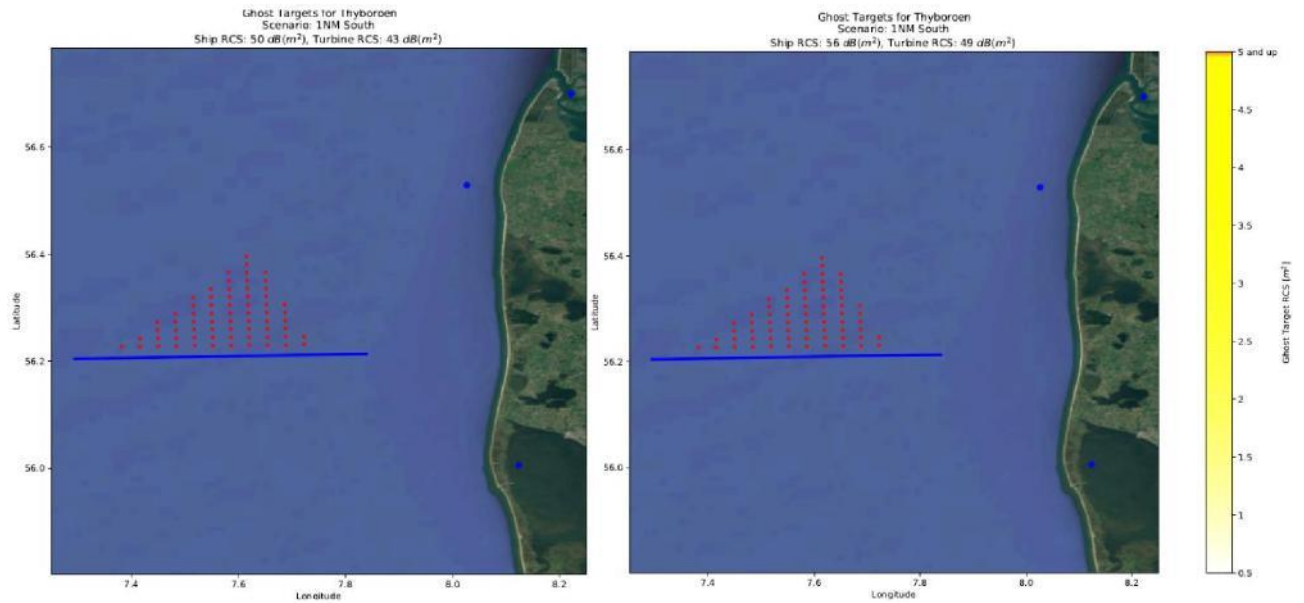 Ghost Targets for Thyboroen
Scenario: 1NM South
Ship RCS: 50 dB(m²), Turbine RCS: 43 dB(m²)
56.6
56.4
56.2
56.0
Latitude
7.4 7.6 7.8 8.0 8.2
Longitude
Ghost Targets for Thyboroen
Scenario: 1NM South
Ship RCS: 56 dB(m²), Turbine RCS: 49 dB(m²)
56.6
56.4
56.2
56.0
Latitude
7.4 7.6 7.8 8.0 8.2
Longitude
5 and up
4.5
4
3.5
3
2.5
2
1.5
1
0.5
Ghost Target RCS [m²]